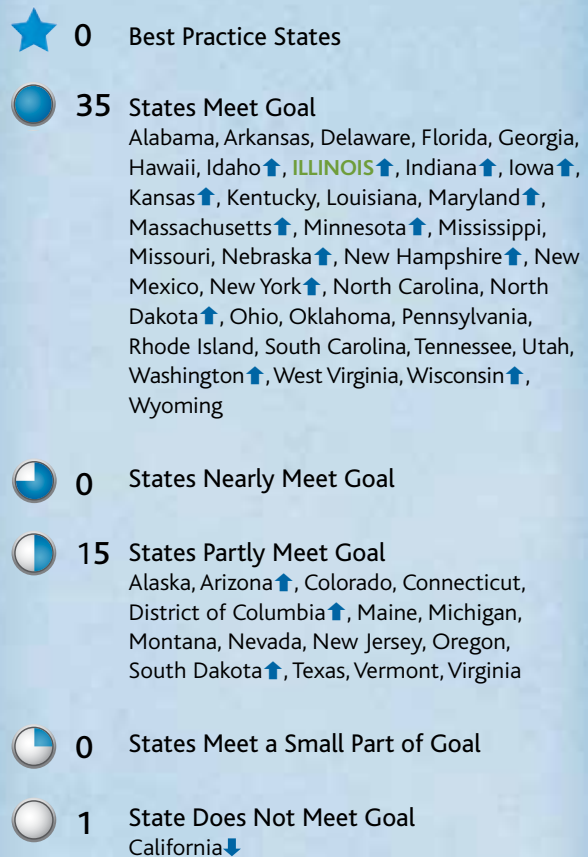 0 Best Practice States
35 States Meet Goal
Alabama, Arkansas, Delaware, Florida, Georgia,
Hawaii, Idaho⬆, ILLINOIS⬆, Indiana⬆, Iowa⬆,
Kansas⬆, Kentucky, Louisiana, Maryland⬆,
Massachusetts⬆, Minnesota⬆, Mississippi,
Missouri, Nebraska⬆, New Hampshire⬆, New
Mexico, New York⬆, North Carolina, North
Dakota⬆, Ohio, Oklahoma, Pennsylvania,
Rhode Island, South Carolina, Tennessee, Utah,
Washington⬆, West Virginia, Wisconsin⬆,
Wyoming
0 States Nearly Meet Goal
15 States Partly Meet Goal
Alaska, Arizona⬆, Colorado, Connecticut,
District of Columbia⬆, Maine, Michigan,
Montana, Nevada, New Jersey, Oregon,
South Dakota⬆, Texas, Vermont, Virginia
0 States Meet a Small Part of Goal
1 State Does Not Meet Goal
California⬇